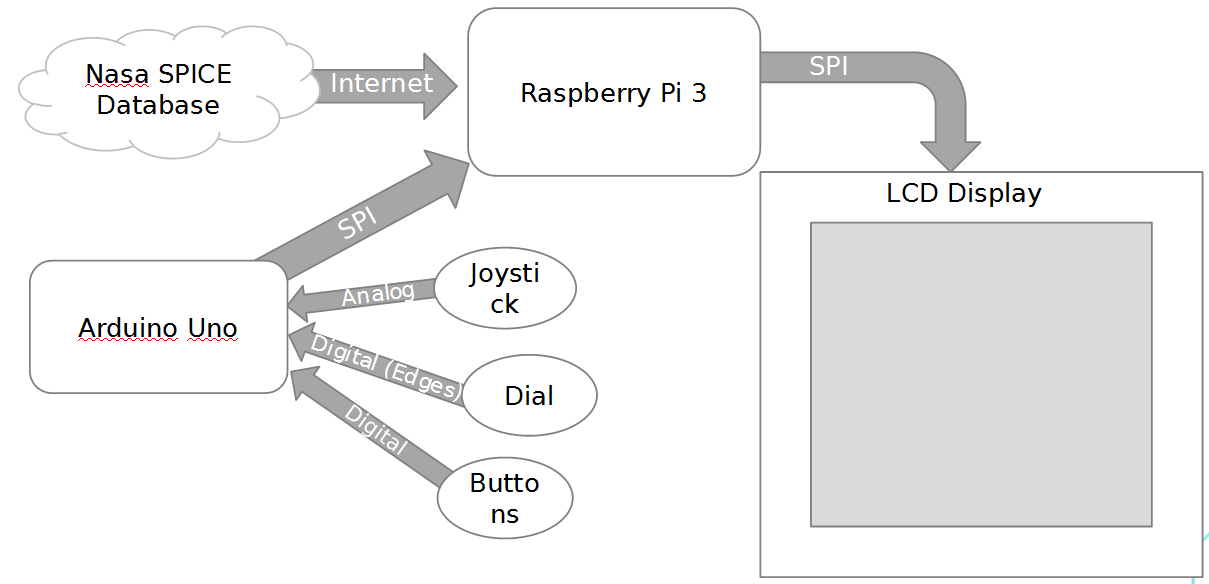 Nasa SPICE
Database
Internet
Raspberry Pi 3
SPI
LCD Display
SPI
Arduino Uno
Analog
Joysti
ck
Digital (Edges)
Dial
Digital
Butto
ns